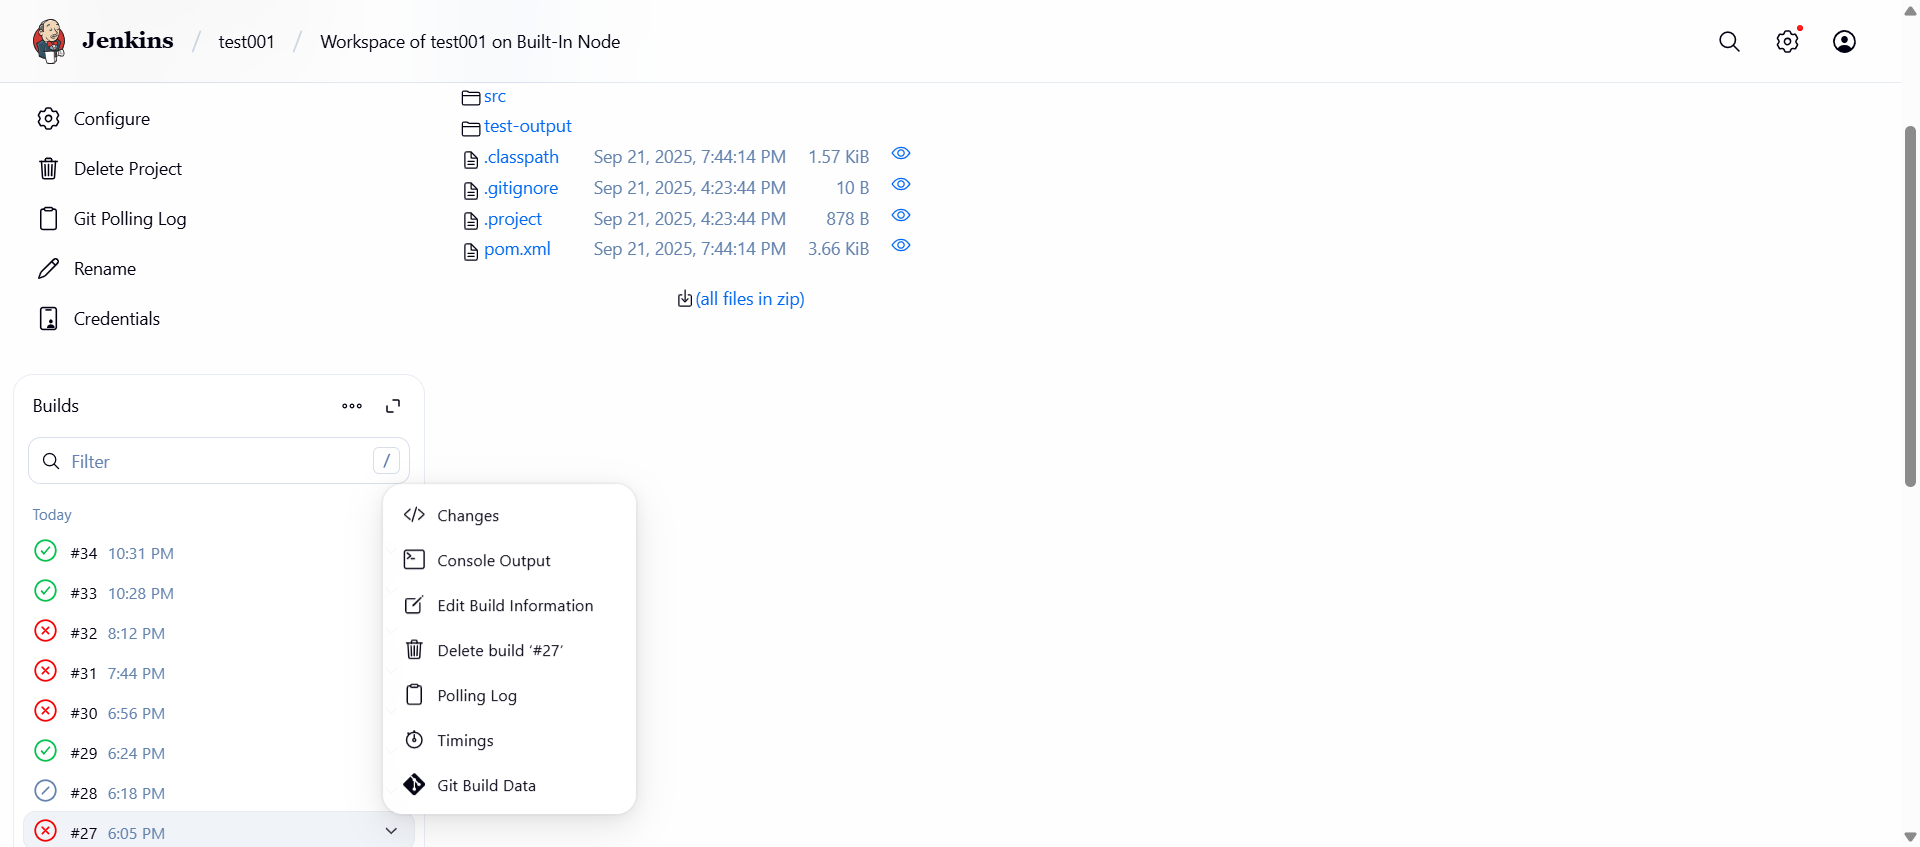 Jenkins / test001 / Workspace of test001 on Built-In Node
Configure
Delete Project
Git Polling Log
Rename
Credentials
src
test-output
.classpath Sep 21, 2025, 7:44:14 PM 1.57 KiB
.gitignore Sep 21, 2025, 4:23:44 PM 10 B
.project Sep 21, 2025, 4:23:44 PM 878 B
pom.xml Sep 21, 2025, 7:44:14 PM 3.66 KiB
(all files in zip)
Builds
Filter /
Today
#34 10:31 PM
#33 10:28 PM
#32 8:12 PM
#31 7:44 PM
#30 6:56 PM
#29 6:24 PM
#28 6:18 PM
#27 6:05 PM
Changes
Console Output
Edit Build Information
Delete build ‘#27’
Polling Log
Timings
Git Build Data